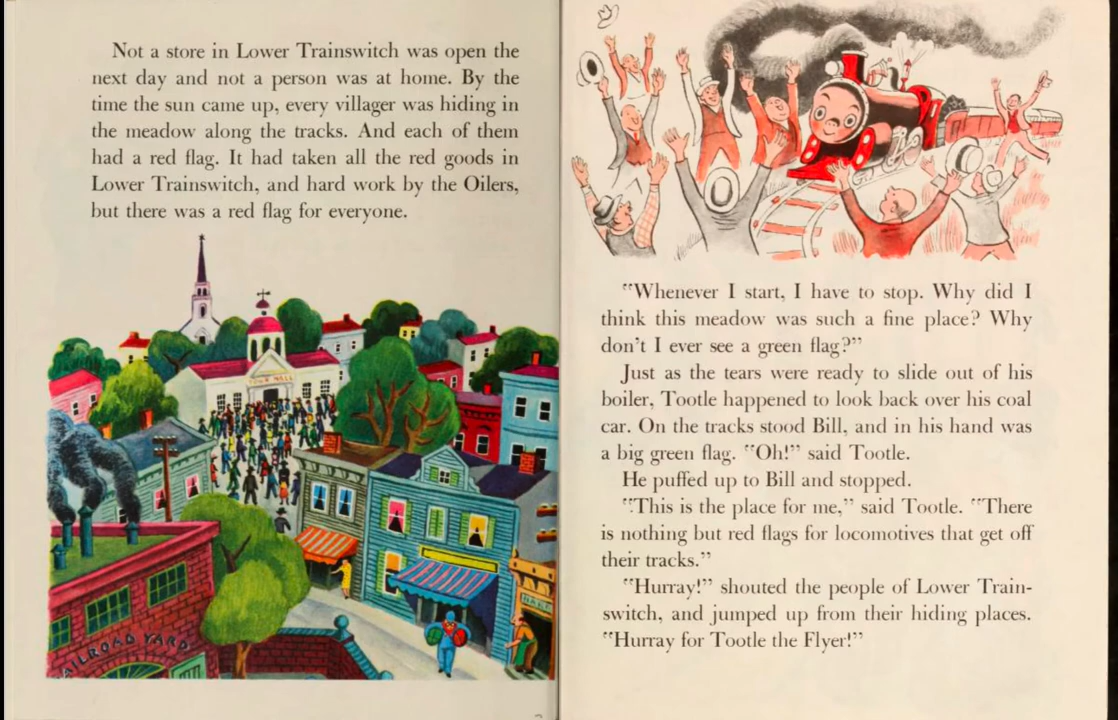 Not a store in Lower Trainswitch was open the
next day and not a person was at home. By the
time the sun came up, every villager was hiding in
the meadow along the tracks. And each of them
had a red flag. It had taken all the red goods in
Lower Trainswitch, and hard work by the Oilers,
but there was a red flag for everyone.
TOWN HALL
RAILROAD YARDS
"Whenever I start, I have to stop. Why did I
think this meadow was such a fine place? Why
don't I ever see a green flag?"
Just as the tears were ready to slide out of his
boiler, Tootle happened to look back over his coal
car. On the tracks stood Bill, and in his hand was
a big green flag. "Oh!" said Tootle.
He puffed up to Bill and stopped.
"This is the place for me," said Tootle. "There
is nothing but red flags for locomotives that get off
their tracks."
"Hurray!" shouted the people of Lower Train-
switch, and jumped up from their hiding places.
"Hurray for Tootle the Flyer!"